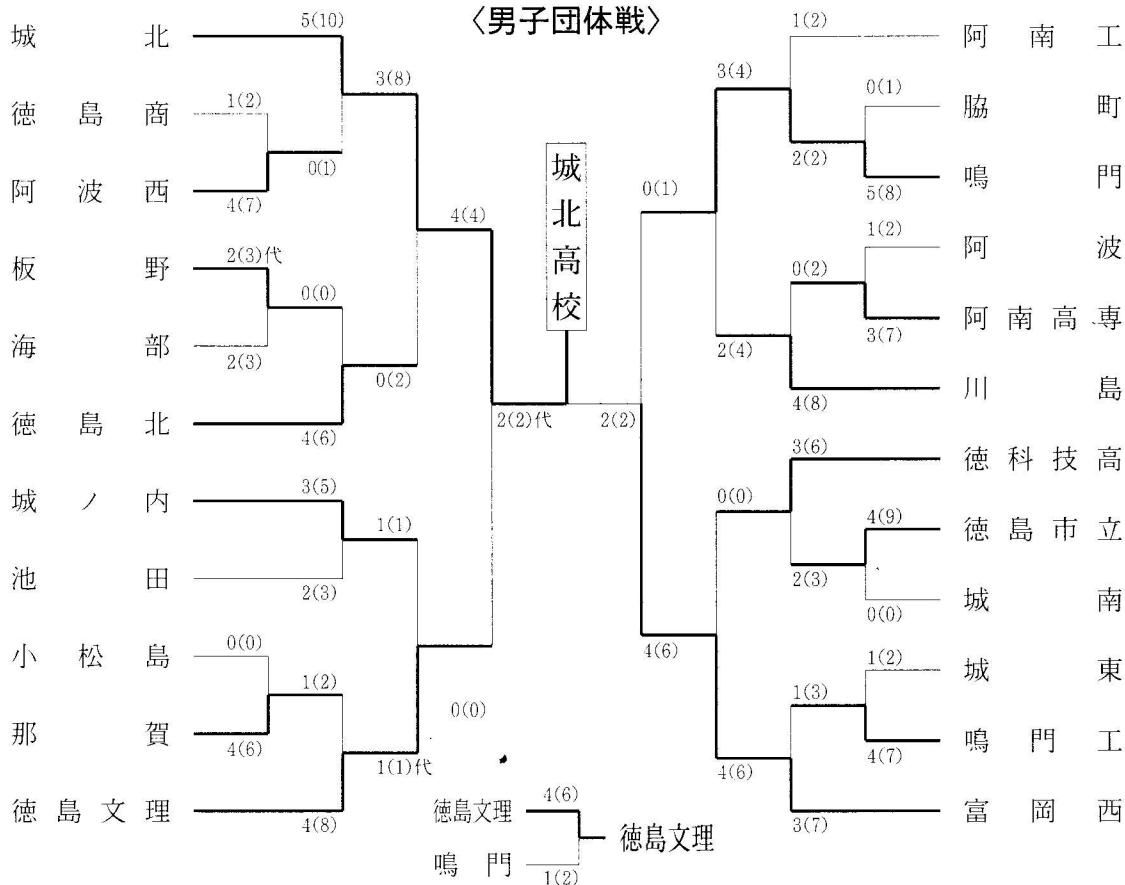 〈男子団体戦〉
城北
5(10)
3(8)
徳島商
1(2)
0(1)
阿波西
4(7)
4(4)
板野
2(3)代
0(0)
海部
2(3)
0(2)
徳島北
4(6)
2(2)代
城ノ内
3(5)
1(1)
池田
2(3)
小松島
0(0)
1(2)
0(0)
那賀
4(6)
1(1)代
徳島文理
4(8)
城北高校
1(2)
阿南工
3(4)
0(1)
脇町
2(2)
5(8)
鳴門
0(1)
1(2)
阿波
0(2)
3(7)
阿南高専
2(4)
4(8)
川島
2(2)
3(6)
徳科技高
0(0)
4(9)
徳島市立
2(3)
0(0)
城南
4(6)
1(2)
城東
1(3)
4(7)
鳴門工
4(6)
3(7)
富岡西
徳島文理
4(6)
徳島文理
鳴門
1(2)